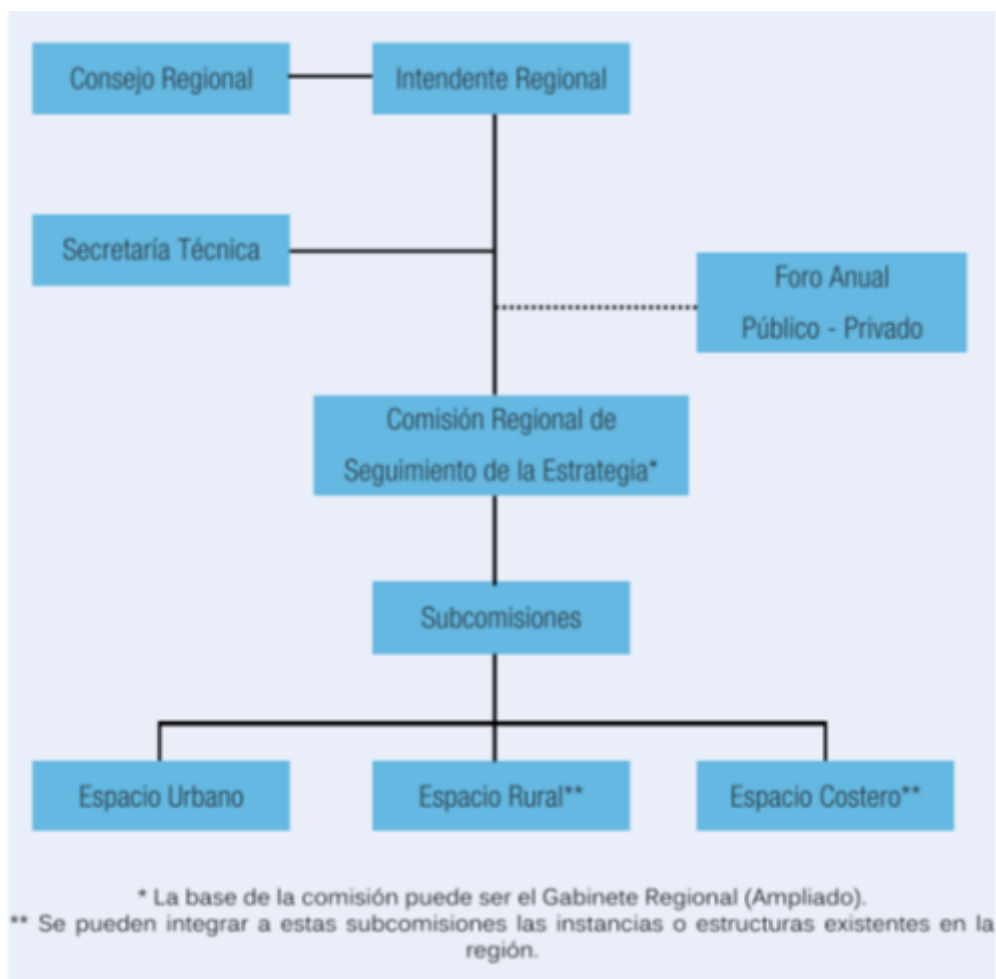 Consejo Regional
Intendente Regional
Secretaría Técnica
Foro Anual
Público - Privado
Comisión Regional de
Seguimiento de la Estrategia*
Subcomisiones
Espacio Urbano
Espacio Rural**
Espacio Costero**
* La base de la comisión puede ser el Gabinete Regional (Ampliado).
** Se pueden integrar a estas subcomisiones las instancias o estructuras existentes en la
región.